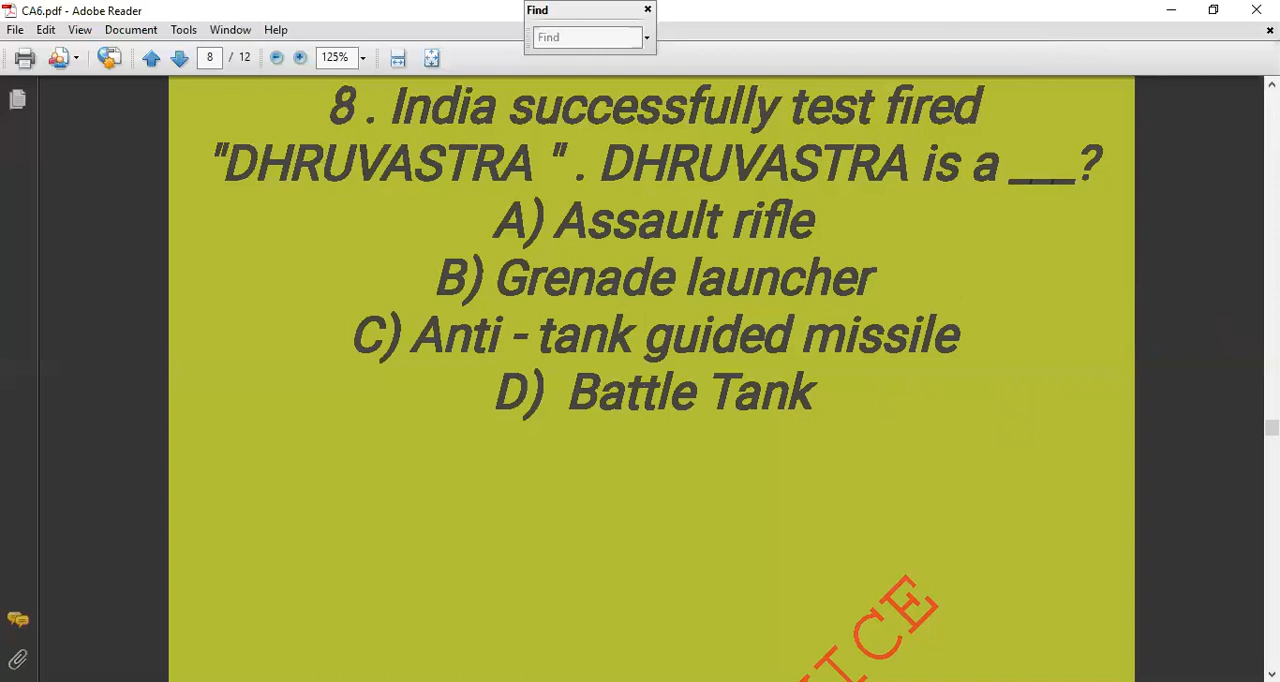 CA6.pdf - Adobe Reader
Find
File Edit View Document Tools Window Help
Find
8 / 12 125%
8 . India successfully test fired
"DHRUVASTRA " . DHRUVASTRA is a ___?
A) Assault rifle
B) Grenade launcher
C) Anti - tank guided missile
D) Battle Tank